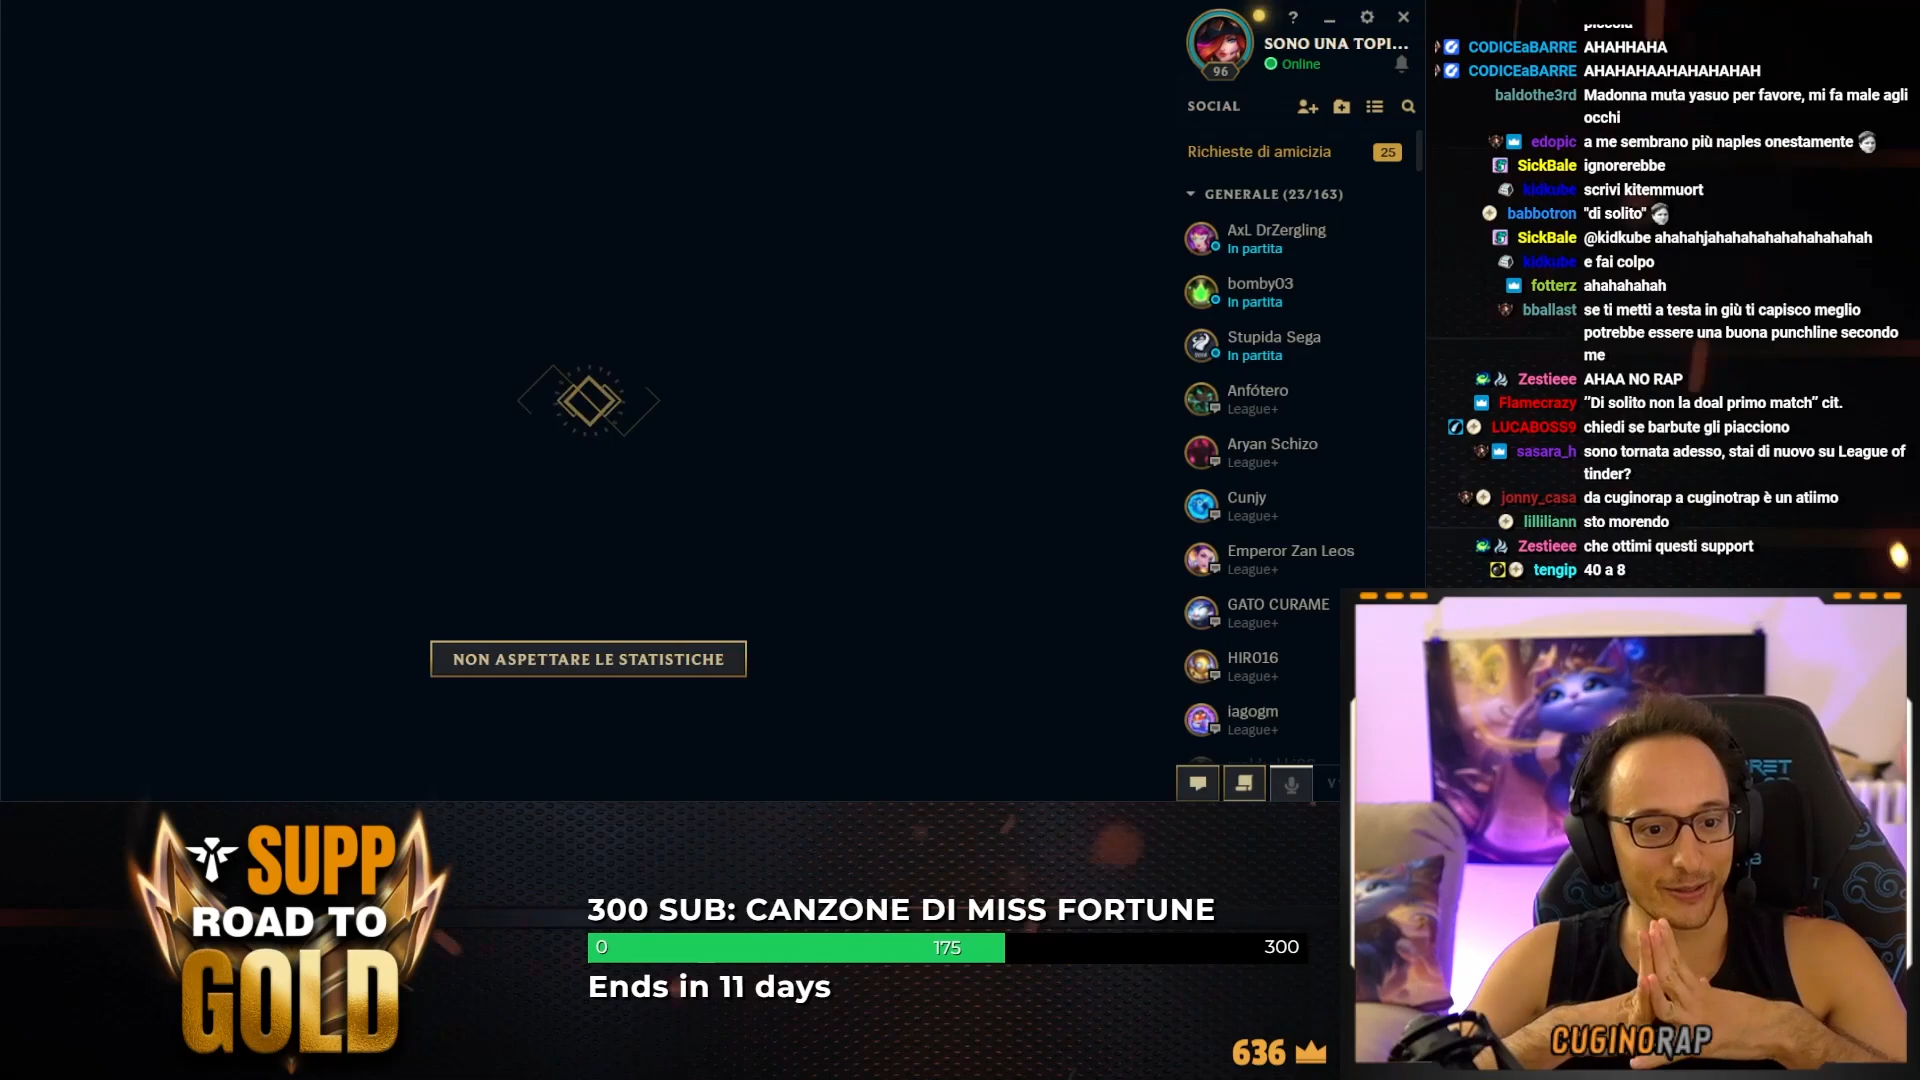 SONO UNA TOPI...
96
Online
SOCIAL
Richieste di amicizia
25
GENERALE (23/163)
AxL DrZergling
In partita
bomby03
In partita
Stupida Sega
In partita
Anfótero
League+
Aryan Schizo
League+
Cunjy
League+
Emperor Zan Leos
League+
GATO CURAME
League+
HIR016
League+
iagogm
League+
NON ASPETTARE LE STATISTICHE
CODICEaBARRE AHAHHAHA
CODICEaBARRE AHAHAHAAHAHAHAHAH
baldothe3rd Madonna muta yasuo per favore, mi fa male agli
occhi
edopic a me sembrano più naples onestamente
SickBale ignorerebbe
kidkube scrivi kitemmuort
babbotron "di solito"
SickBale @kidkube ahahahjahahahahahahahahah
kidkube e fai colpo
fotterz ahahahahah
bballast se ti metti a testa in giù ti capisco meglio
potrebbe essere una buona punchline secondo
me
Zestieee AHAA NO RAP
Flamecrazy "Di solito non la doal primo match" cit.
LUCABOSS9 chiedi se barbute gli piacciono
sasara_h sono tornata adesso, stai di nuovo su League of
tinder?
jonny_casa da cuginorap a cuginotrap è un atiimo
lilliliann sto morendo
Zestieee che ottimi questi support
tengip 40 a 8
SUPP
ROAD TO
GOLD
300 SUB: CANZONE DI MISS FORTUNE
0 175 300
Ends in 11 days
636
CUGINORAP